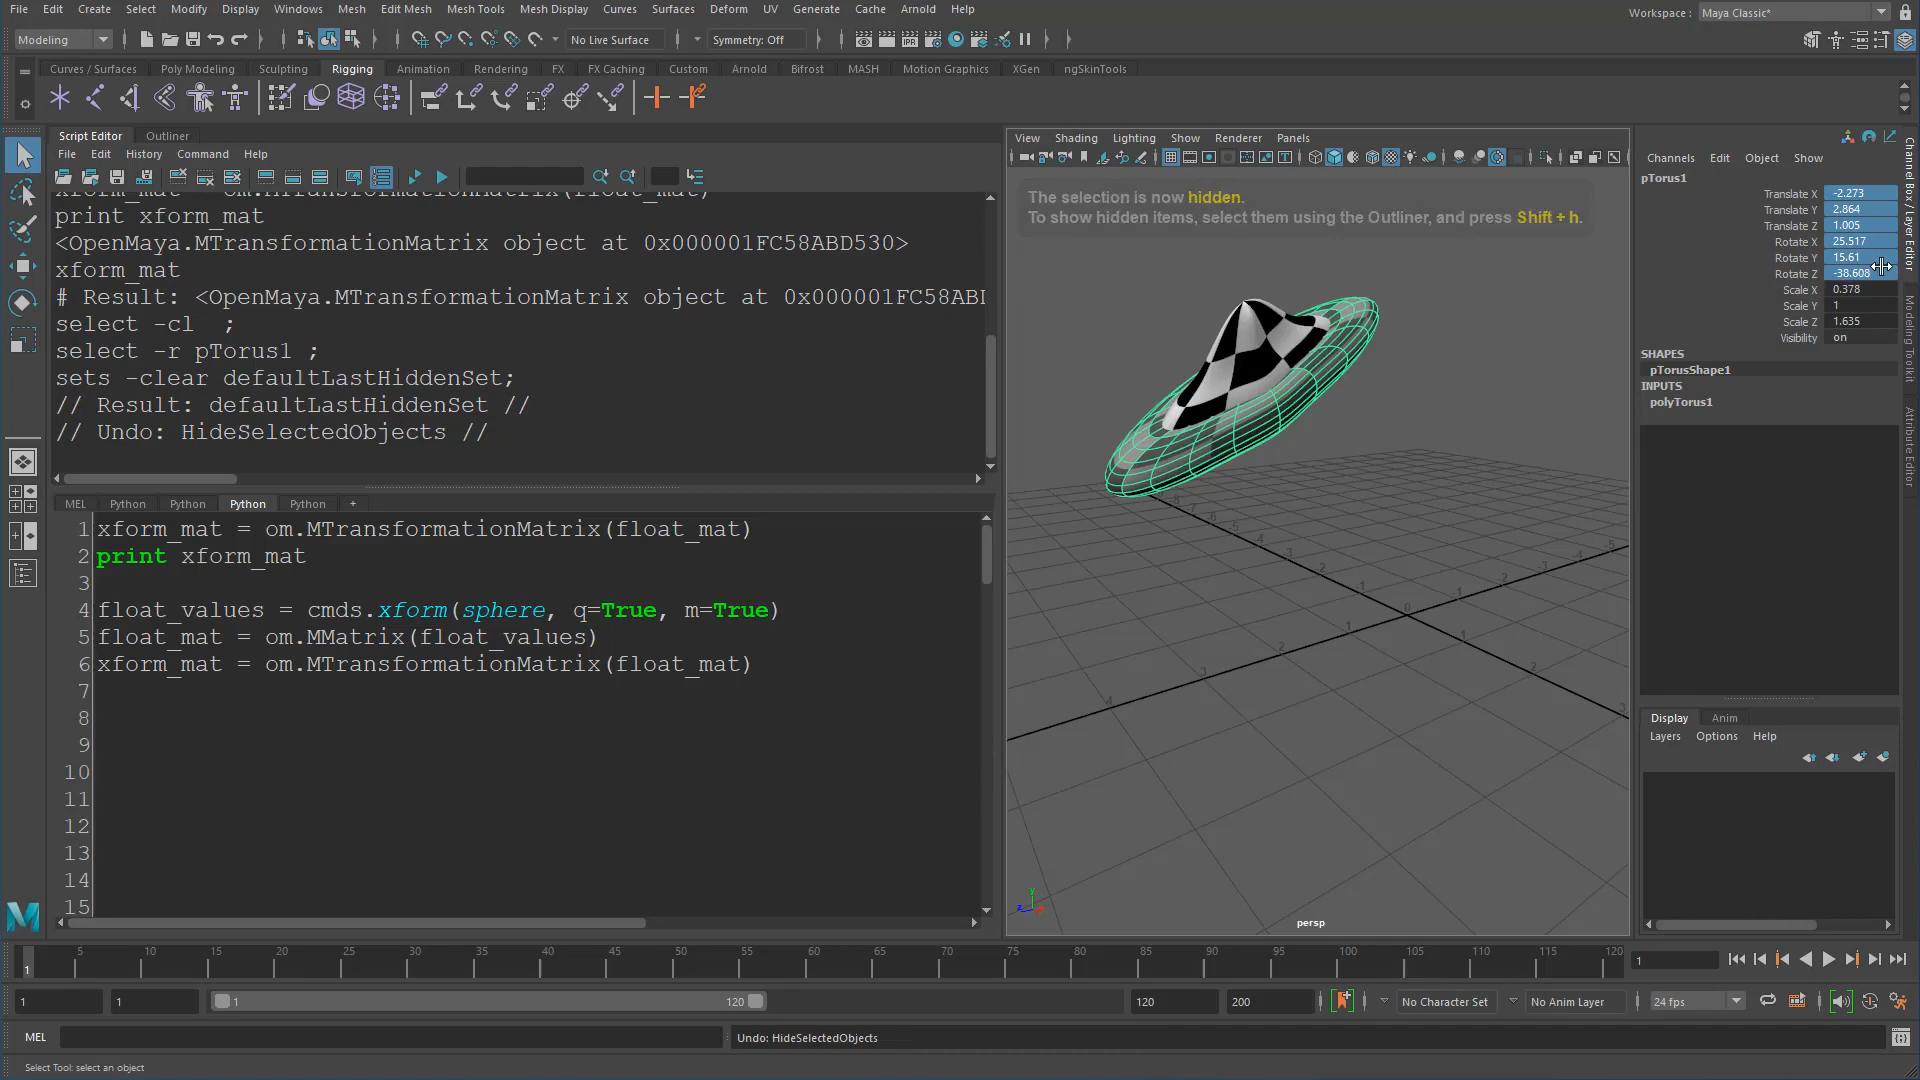 File Edit Create Select Modify Display Windows Mesh Edit Mesh Mesh Tools Mesh Display Curves Surfaces Deform UV Generate Cache Arnold Help
Workspace : Maya Classic*
Modeling No Live Surface Symmetry: Off
Curves / Surfaces Poly Modeling Sculpting Rigging Animation Rendering FX FX Caching Custom Arnold Bifrost MASH Motion Graphics XGen ngSkinTools
Script Editor Outliner
File Edit History Command Help
print xform_mat
<OpenMaya.MTransformationMatrix object at 0x000001FC58ABD530>
xform_mat
# Result: <OpenMaya.MTransformationMatrix object at 0x000001FC58ABD
select -cl ;
select -r pTorus1 ;
sets -clear defaultLastHiddenSet;
// Result: defaultLastHiddenSet //
// Undo: HideSelectedObjects //
MEL Python Python Python Python +
1 xform_mat = om.MTransformationMatrix(float_mat)
2 print xform_mat
3
4 float_values = cmds.xform(sphere, q=True, m=True)
5 float_mat = om.MMatrix(float_values)
6 xform_mat = om.MTransformationMatrix(float_mat)
7
8
9
10
11
12
13
14
15
View Shading Lighting Show Renderer Panels
The selection is now hidden.
To show hidden items, select them using the Outliner, and press Shift + h.
persp
Channels Edit Object Show
pTorus1
Translate X -2.273
Translate Y 2.864
Translate Z 1.005
Rotate X 25.517
Rotate Y 15.61
Rotate Z -38.608
Scale X 0.378
Scale Y 1
Scale Z 1.635
Visibility on
SHAPES
pTorusShape1
INPUTS
polyTorus1
Channel Box / Layer Editor
Modeling Toolkit
Attribute Editor
Display Anim
Layers Options Help
5 10 15 20 25 30 35 40 45 50 55 60 65 70 75 80 85 90 95 100 105 110 115 120
1 1
1 1 1 120 120 200 No Character Set No Anim Layer 24 fps
MEL Undo: HideSelectedObjects
Select Tool: select an object